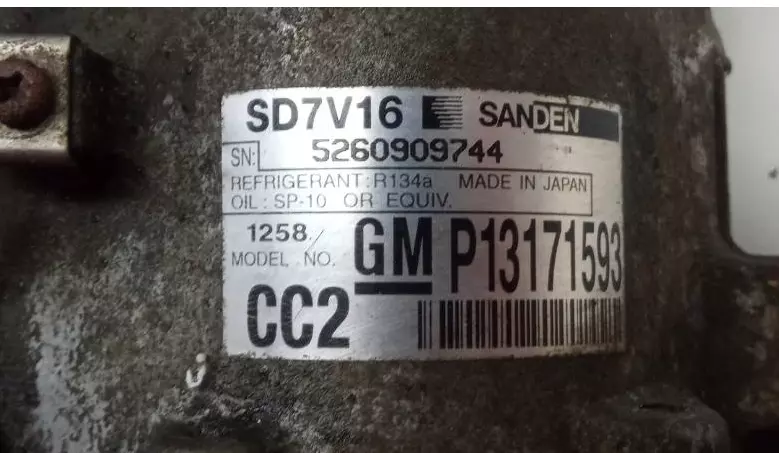 SD7V16 SANDEN
SN: 5260909744
REFRIGERANT: R134a MADE IN JAPAN
OIL: SP-10 OR EQUIV.
1258
MODEL NO. GM P13171593
CC2